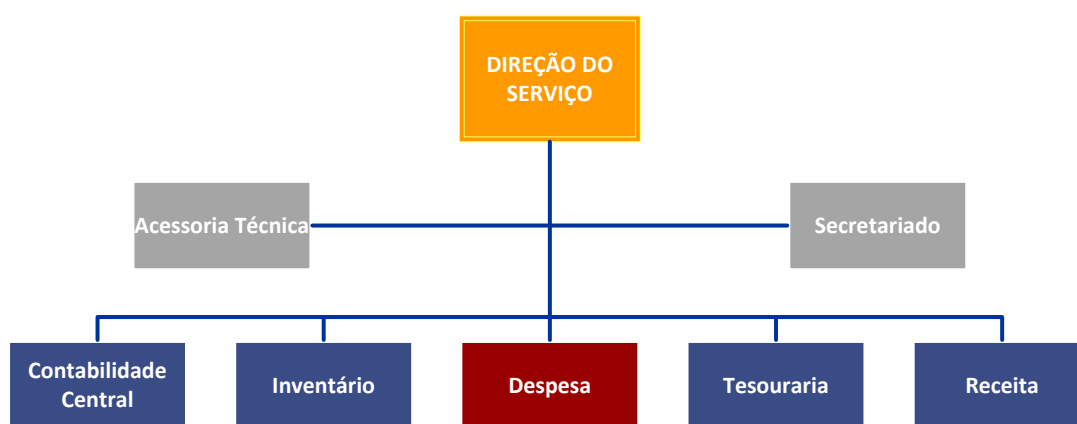 DIREÇÃO DO
SERVIÇO
Acessoria Técnica
Secretariado
Contabilidade
Central
Inventário
Despesa
Tesouraria
Receita